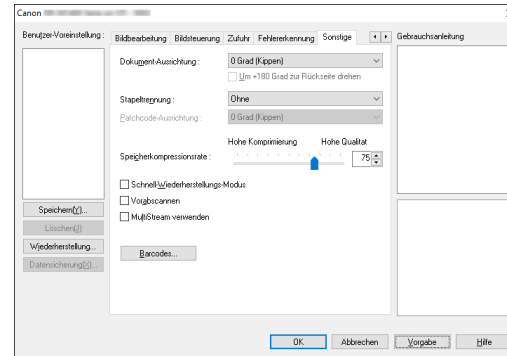 Canon
Benutzer-Voreinstellung :
Bildbearbeitung Bildsteuerung Zufuhr Fehlererkennung Sonstige
Gebrauchsanleitung
Dokument-Ausrichtung : 0 Grad (Kippen)
Um +180 Grad zur Rückseite drehen
Stapeltrennung : Ohne
Patchcode-Ausrichtung : 0 Grad (Kippen)
Hohe Komprimierung Hohe Qualitat
Speicherkompressionsrate : 75
Schnell-Wiederherstellungs-Modus
Vorabscannen
MultiStream verwenden
Speichern(Y)...
Löschen(J)
Wiederherstellung...
Datensicherung(X)...
Barcodes...
OK Abbrechen Vorgabe Hilfe